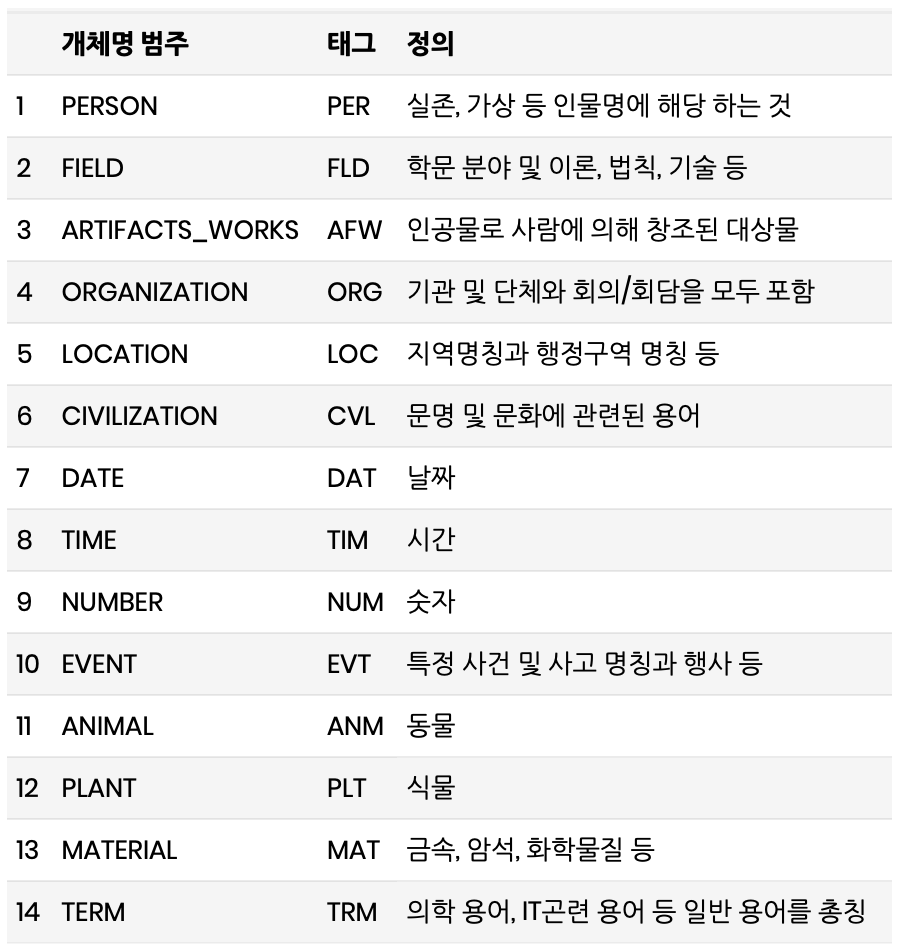 개체명 범주 태그 정의
1 PERSON PER 실존, 가상 등 인물명에 해당 하는 것
2 FIELD FLD 학문 분야 및 이론, 법칙, 기술 등
3 ARTIFACTS_WORKS AFW 인공물로 사람에 의해 창조된 대상물
4 ORGANIZATION ORG 기관 및 단체와 회의/회담을 모두 포함
5 LOCATION LOC 지역명칭과 행정구역 명칭 등
6 CIVILIZATION CVL 문명 및 문화에 관련된 용어
7 DATE DAT 날짜
8 TIME TIM 시간
9 NUMBER NUM 숫자
10 EVENT EVT 특정 사건 및 사고 명칭과 행사 등
11 ANIMAL ANM 동물
12 PLANT PLT 식물
13 MATERIAL MAT 금속, 암석, 화학물질 등
14 TERM TRM 의학 용어, IT곤련 용어 등 일반 용어를 총칭